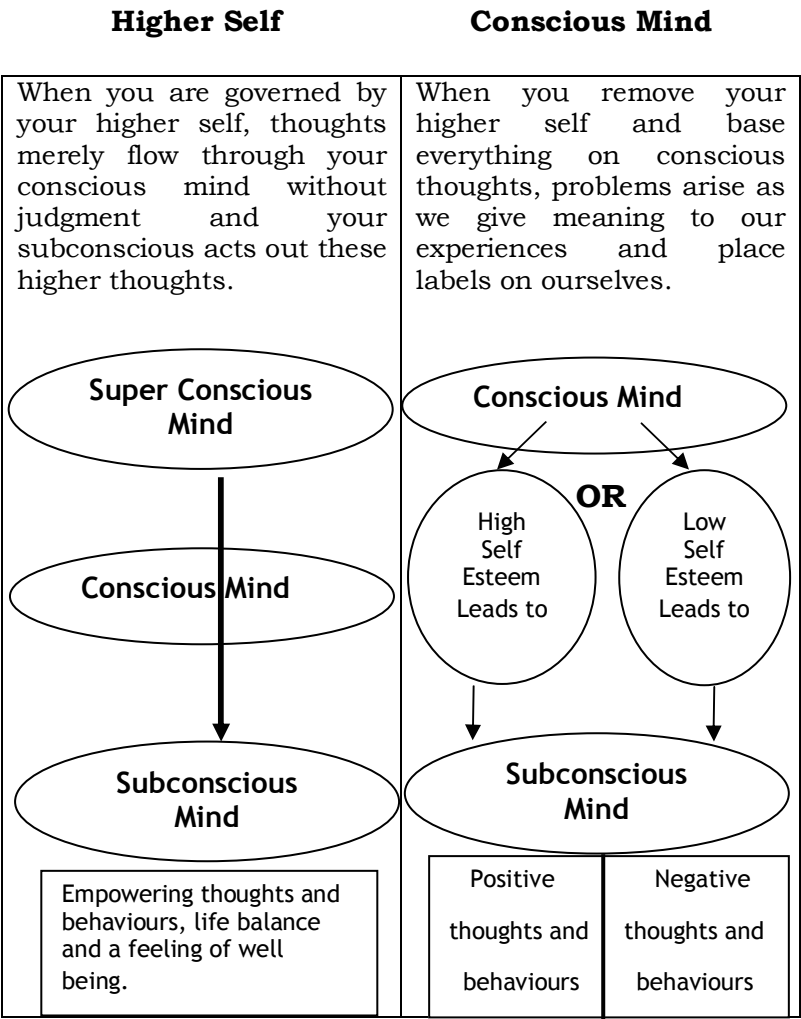 Higher Self
Conscious Mind
When you are governed by
your higher self, thoughts
merely flow through your
conscious mind without
judgment and your
subconscious acts out these
higher thoughts.
Super Conscious
Mind
Conscious Mind
Subconscious
Mind
Empowering thoughts and
behaviours, life balance
and a feeling of well
being.
When you remove your
higher self and base
everything on conscious
thoughts, problems arise as
we give meaning to our
experiences and place
labels on ourselves.
Conscious Mind
OR
High
Self
Esteem
Leads to
Low
Self
Esteem
Leads to
Subconscious
Mind
Positive
thoughts and
behaviours
Negative
thoughts and
behaviours